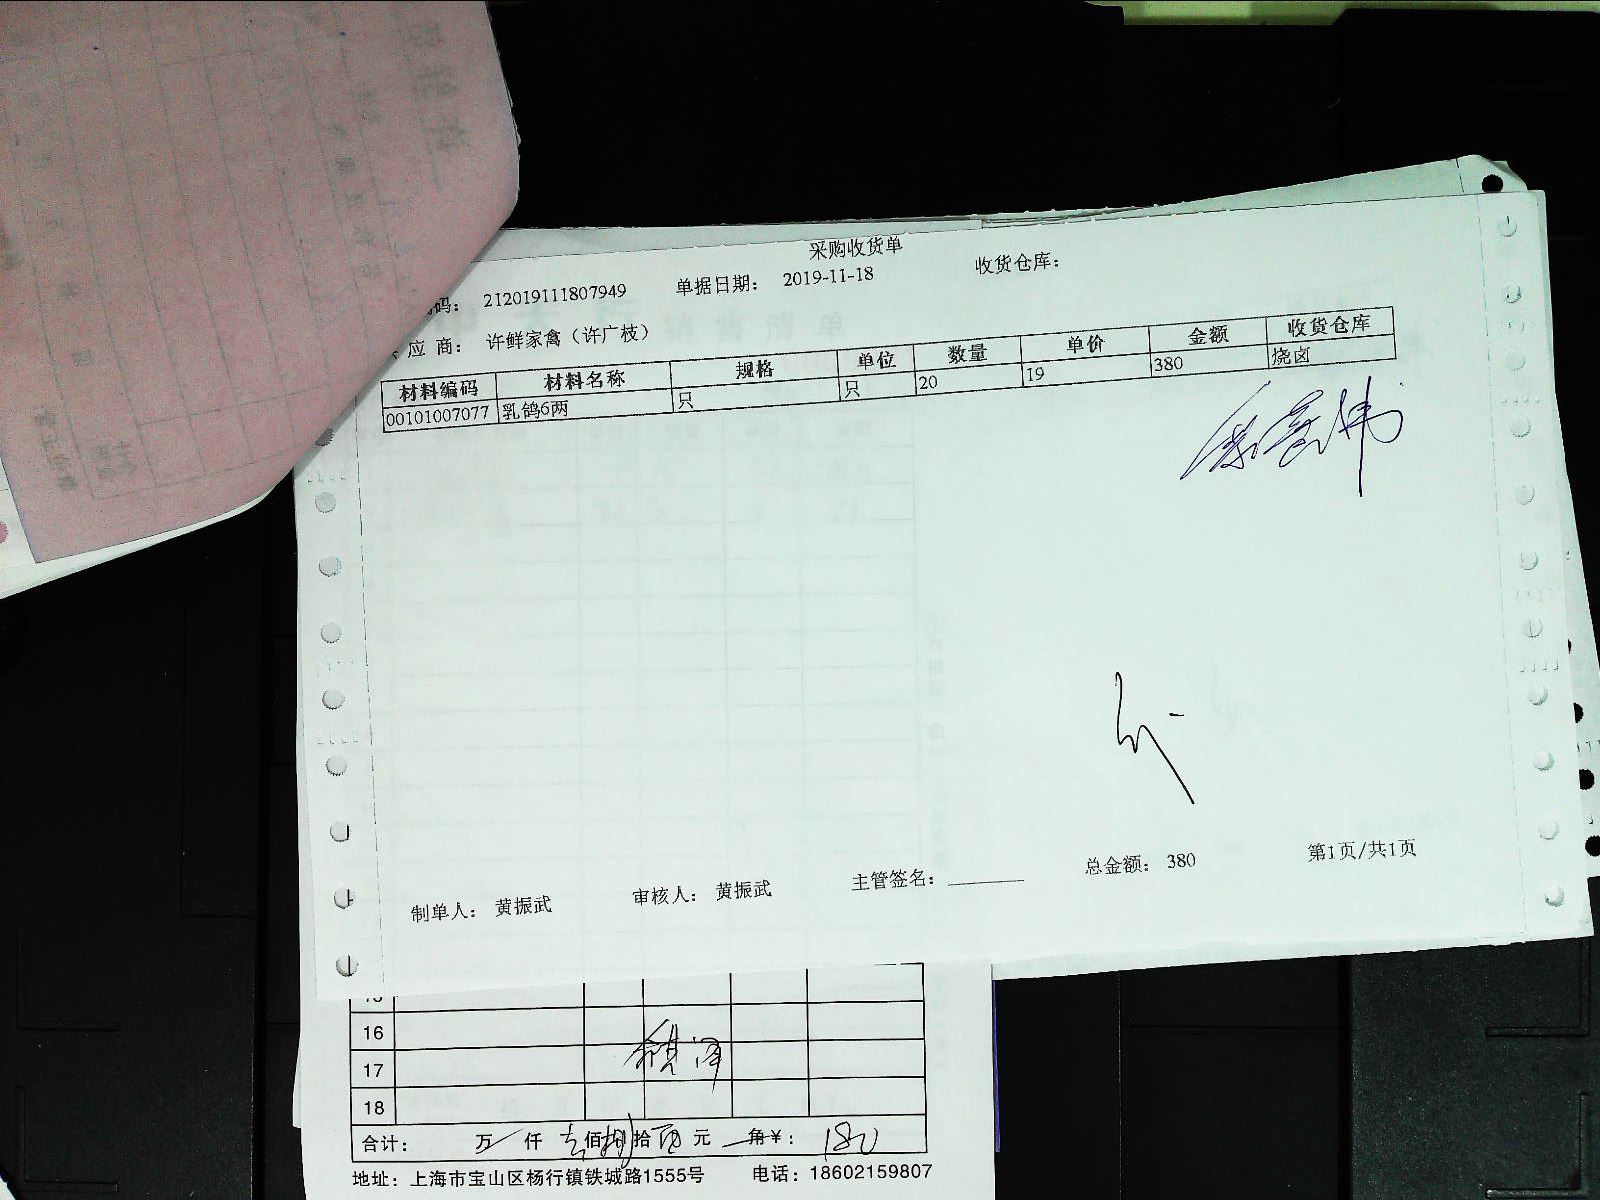 采购收货单
码： 212019111807949 单据日期： 2019-11-18 收货仓库：
应 商： 许鲜家禽（许广枝）
材料编码 材料名称 规格 单位 数量 单价 金额 收货仓库
00101007077 乳鸽6两 只 只 20 19 380 烧卤
制单人： 黄振武 审核人： 黄振武 主管签名： 总金额： 380 第1页/共1页
16
17
18
合计： 万 仟 佰 拾 元 角¥： 180
地址：上海市宝山区杨行镇铁城路1555号 电话：18602159807